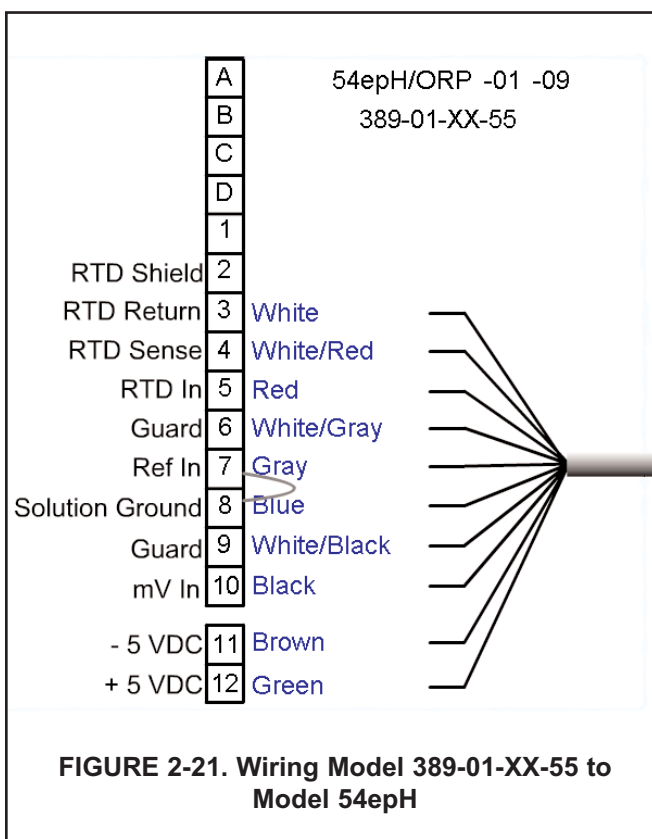 A 54epH/ORP -01 -09
B 389-01-XX-55
C
D
1
RTD Shield 2
RTD Return 3 White
RTD Sense 4 White/Red
RTD In 5 Red
Guard 6 White/Gray
Ref In 7 Gray
Solution Ground 8 Blue
Guard 9 White/Black
mV In 10 Black
- 5 VDC 11 Brown
+ 5 VDC 12 Green
FIGURE 2-21. Wiring Model 389-01-XX-55 to
Model 54epH